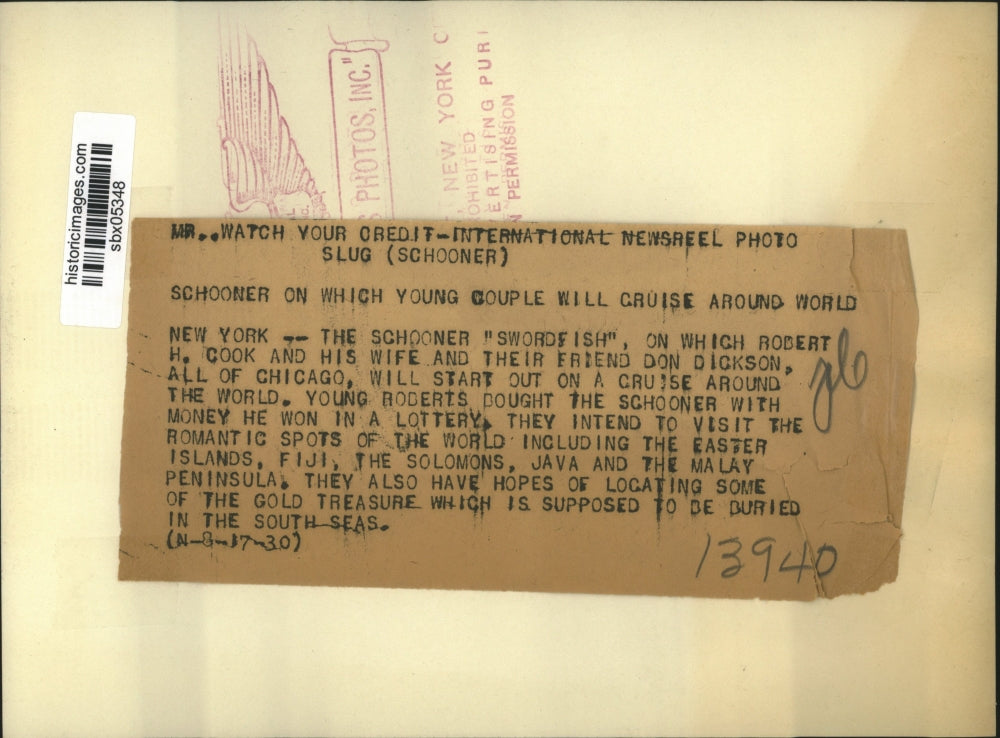 historicimages.com
sbx05348
PHOTOS, INC."
NEW YORK
PERMISSION
MR..WATCH YOUR CREDIT-INTERNATIONAL NEWSREEL PHOTO
SLUG (SCHOONER)
SCHOONER ON WHICH YOUNG COUPLE WILL CRUISE AROUND WORLD
NEW YORK -- THE SCHOONER "SWORDFISH", ON WHICH ROBERT
H. COOK AND HIS WIFE AND THEIR FRIEND DON DICKSON,
ALL OF CHICAGO, WILL START OUT ON A CRUISE AROUND
THE WORLD. YOUNG ROBERTS BOUGHT THE SCHOONER WITH
MONEY HE WON IN A LOTTERY. THEY INTEND TO VISIT THE
ROMANTIC SPOTS OF THE WORLD INCLUDING THE EASTER
ISLANDS, FIJI, THE SOLOMONS, JAVA AND THE MALAY
PENINSULA. THEY ALSO HAVE HOPES OF LOCATING SOME
OF THE GOLD TREASURE WHICH IS SUPPOSED TO BE BURIED
IN THE SOUTH SEAS.
(N-8-17-30)
13940